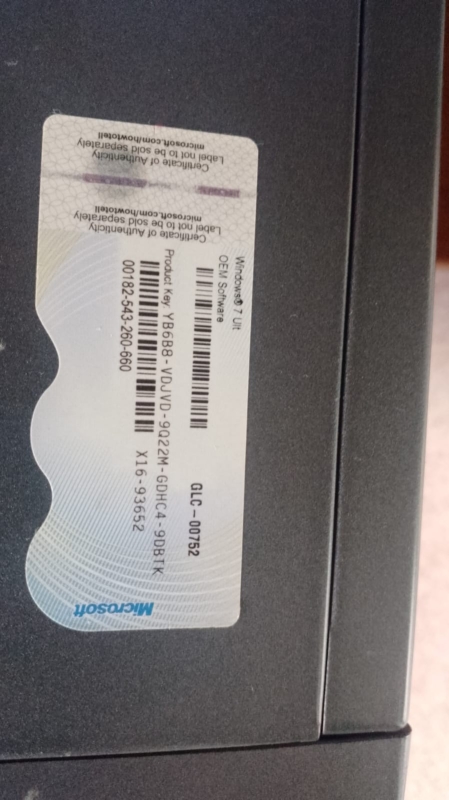 Windows® 7 Ult
OEM Software
GLC - 00752
Product Key: YB6B8-VDJVD-9Q22M-GDHC4-9DBTK
00182-543-260-660
X16-93652
Certificate of Authenticity
Label not to be sold separately
microsoft.com/howtotell
Certificate of Authenticity
Label not to be sold separately
microsoft.com/howtotell
Microsoft